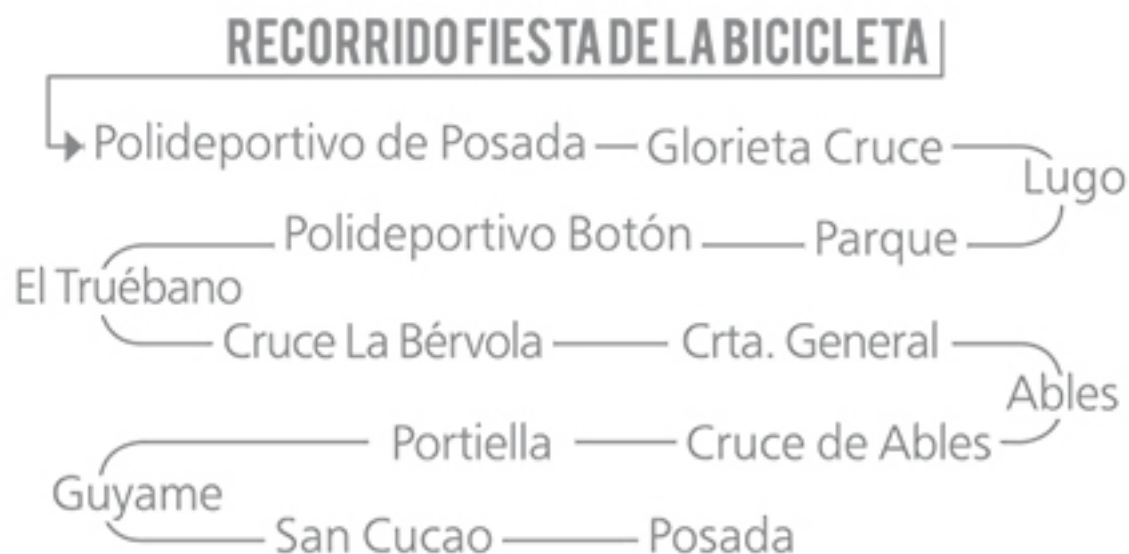 RECORRIDO FIESTA DE LA BICICLETA
Polideportivo de Posada
Glorieta Cruce
Lugo
Parque
Polideportivo Botón
El Truébano
Cruce La Bérvola
Crta. General
Ables
Cruce de Ables
Portiella
Guyame
San Cucao
Posada